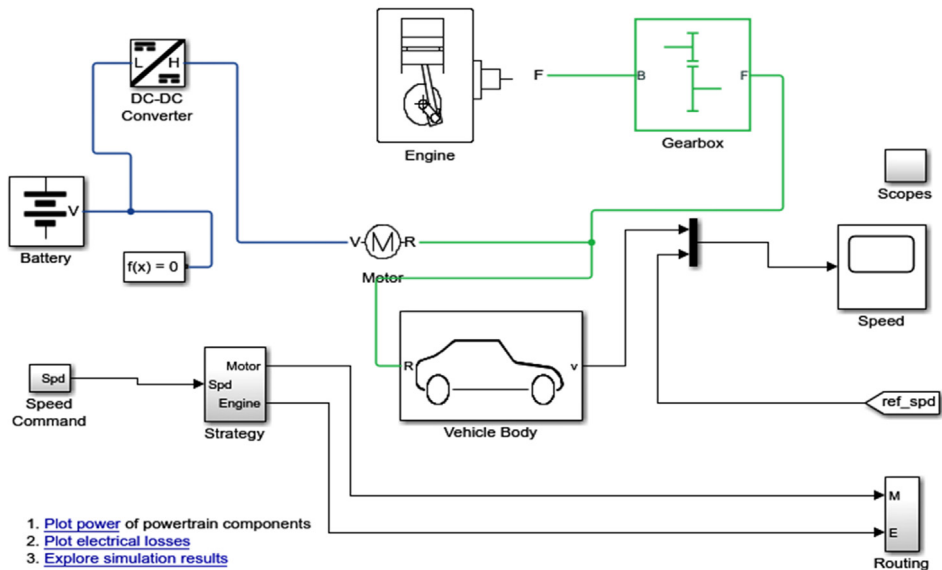 L
H
DC-DC
Converter
V
Battery
f(x) = 0
Engine
F
B
F
Gearbox
V
M
R
Motor
Scopes
Speed
R
v
Vehicle Body
ref_spd
Spd
Speed
Command
Spd
Motor
Engine
Strategy
M
E
Routing
1. Plot power of powertrain components
2. Plot electrical losses
3. Explore simulation results